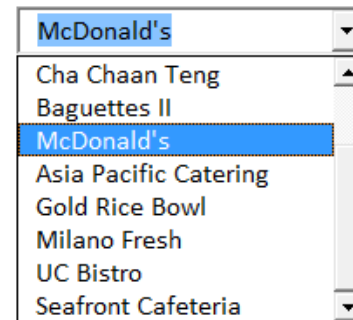 McDonald's
Cha Chaan Teng
Baguettes II
McDonald's
Asia Pacific Catering
Gold Rice Bowl
Milano Fresh
UC Bistro
Seafront Cafeteria